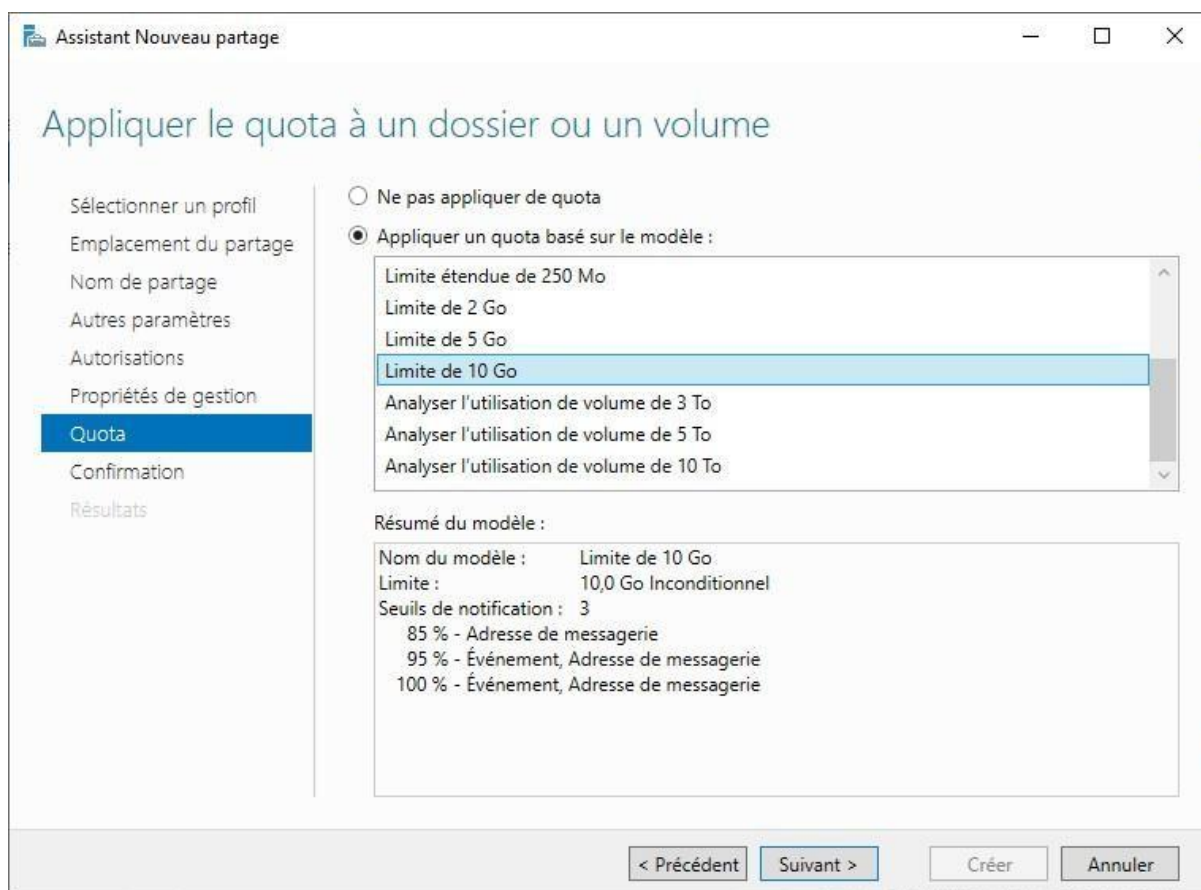 Assistant Nouveau partage
Appliquer le quota à un dossier ou un volume
Sélectionner un profil
Emplacement du partage
Nom de partage
Autres paramètres
Autorisations
Propriétés de gestion
Quota
Confirmation
Résultats
Ne pas appliquer de quota
Appliquer un quota basé sur le modèle :
Limite étendue de 250 Mo
Limite de 2 Go
Limite de 5 Go
Limite de 10 Go
Analyser l'utilisation de volume de 3 To
Analyser l'utilisation de volume de 5 To
Analyser l'utilisation de volume de 10 To
Résumé du modèle :
Nom du modèle : Limite de 10 Go
Limite : 10,0 Go Inconditionnel
Seuils de notification : 3
85 % - Adresse de messagerie
95 % - Événement, Adresse de messagerie
100 % - Événement, Adresse de messagerie
< Précédent Suivant > Créer Annuler